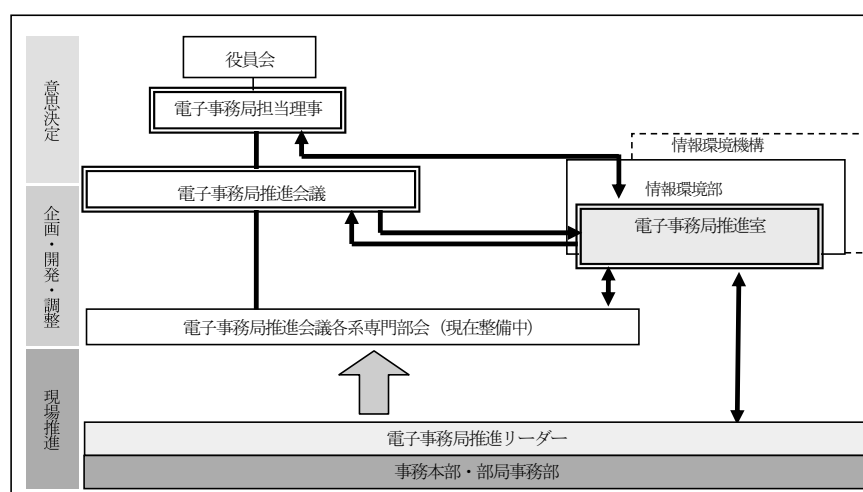 意思決定
役員会
電子事務局担当理事
情報環境機構
情報環境部
電子事務局推進会議
電子事務局推進室
企画・開発・調整
電子事務局推進会議各系専門部会（現在整備中）
現場推進
電子事務局推進リーダー
事務本部・部局事務部